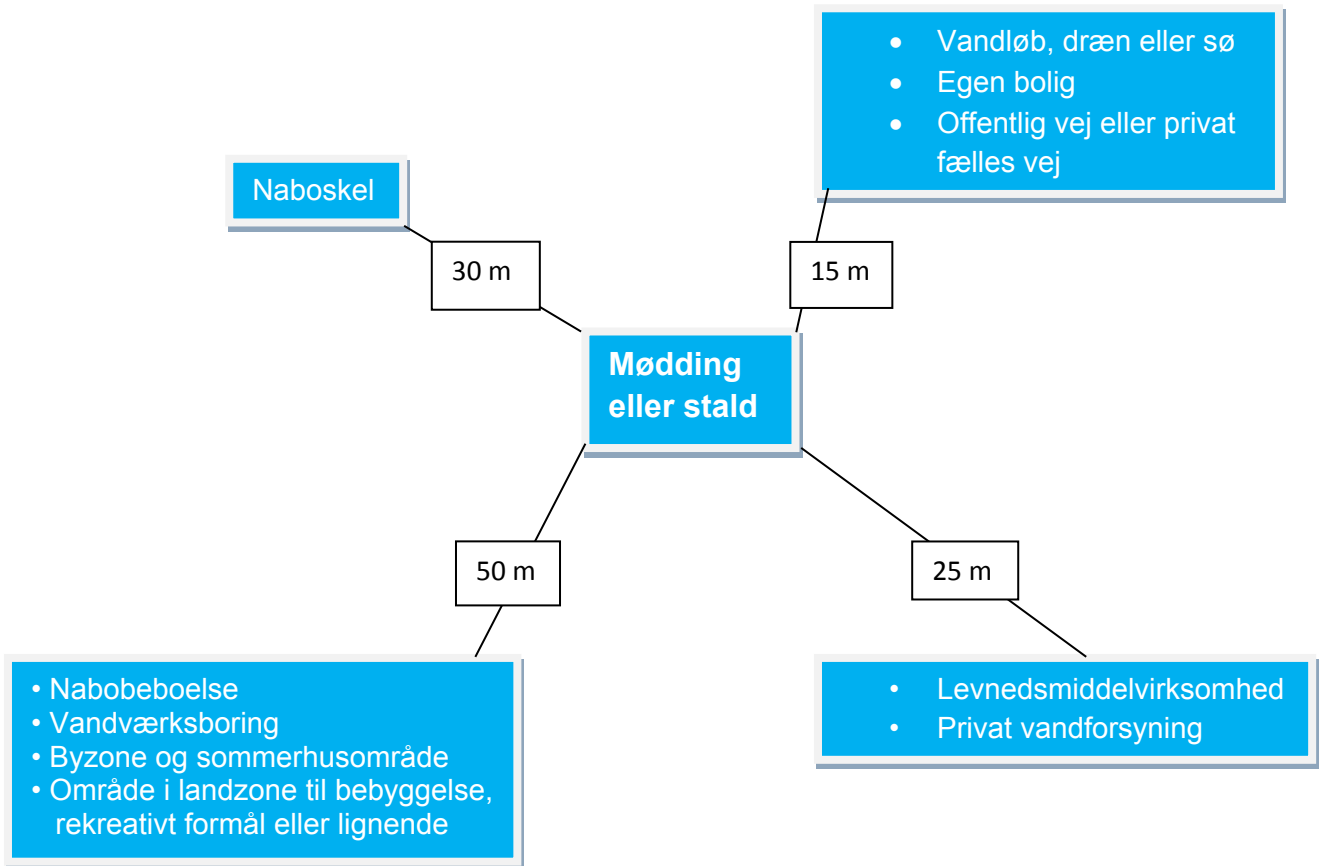 • Vandløb, dræn eller sø
• Egen bolig
• Offentlig vej eller privat
fælles vej
Naboskel
30 m
15 m
Mødding
eller stald
50 m
25 m
• Nabobeboelse
• Vandværksboring
• Byzone og sommerhusområde
• Område i landzone til bebyggelse,
rekreativt formål eller lignende
• Levnedsmiddelvirksomhed
• Privat vandforsyning